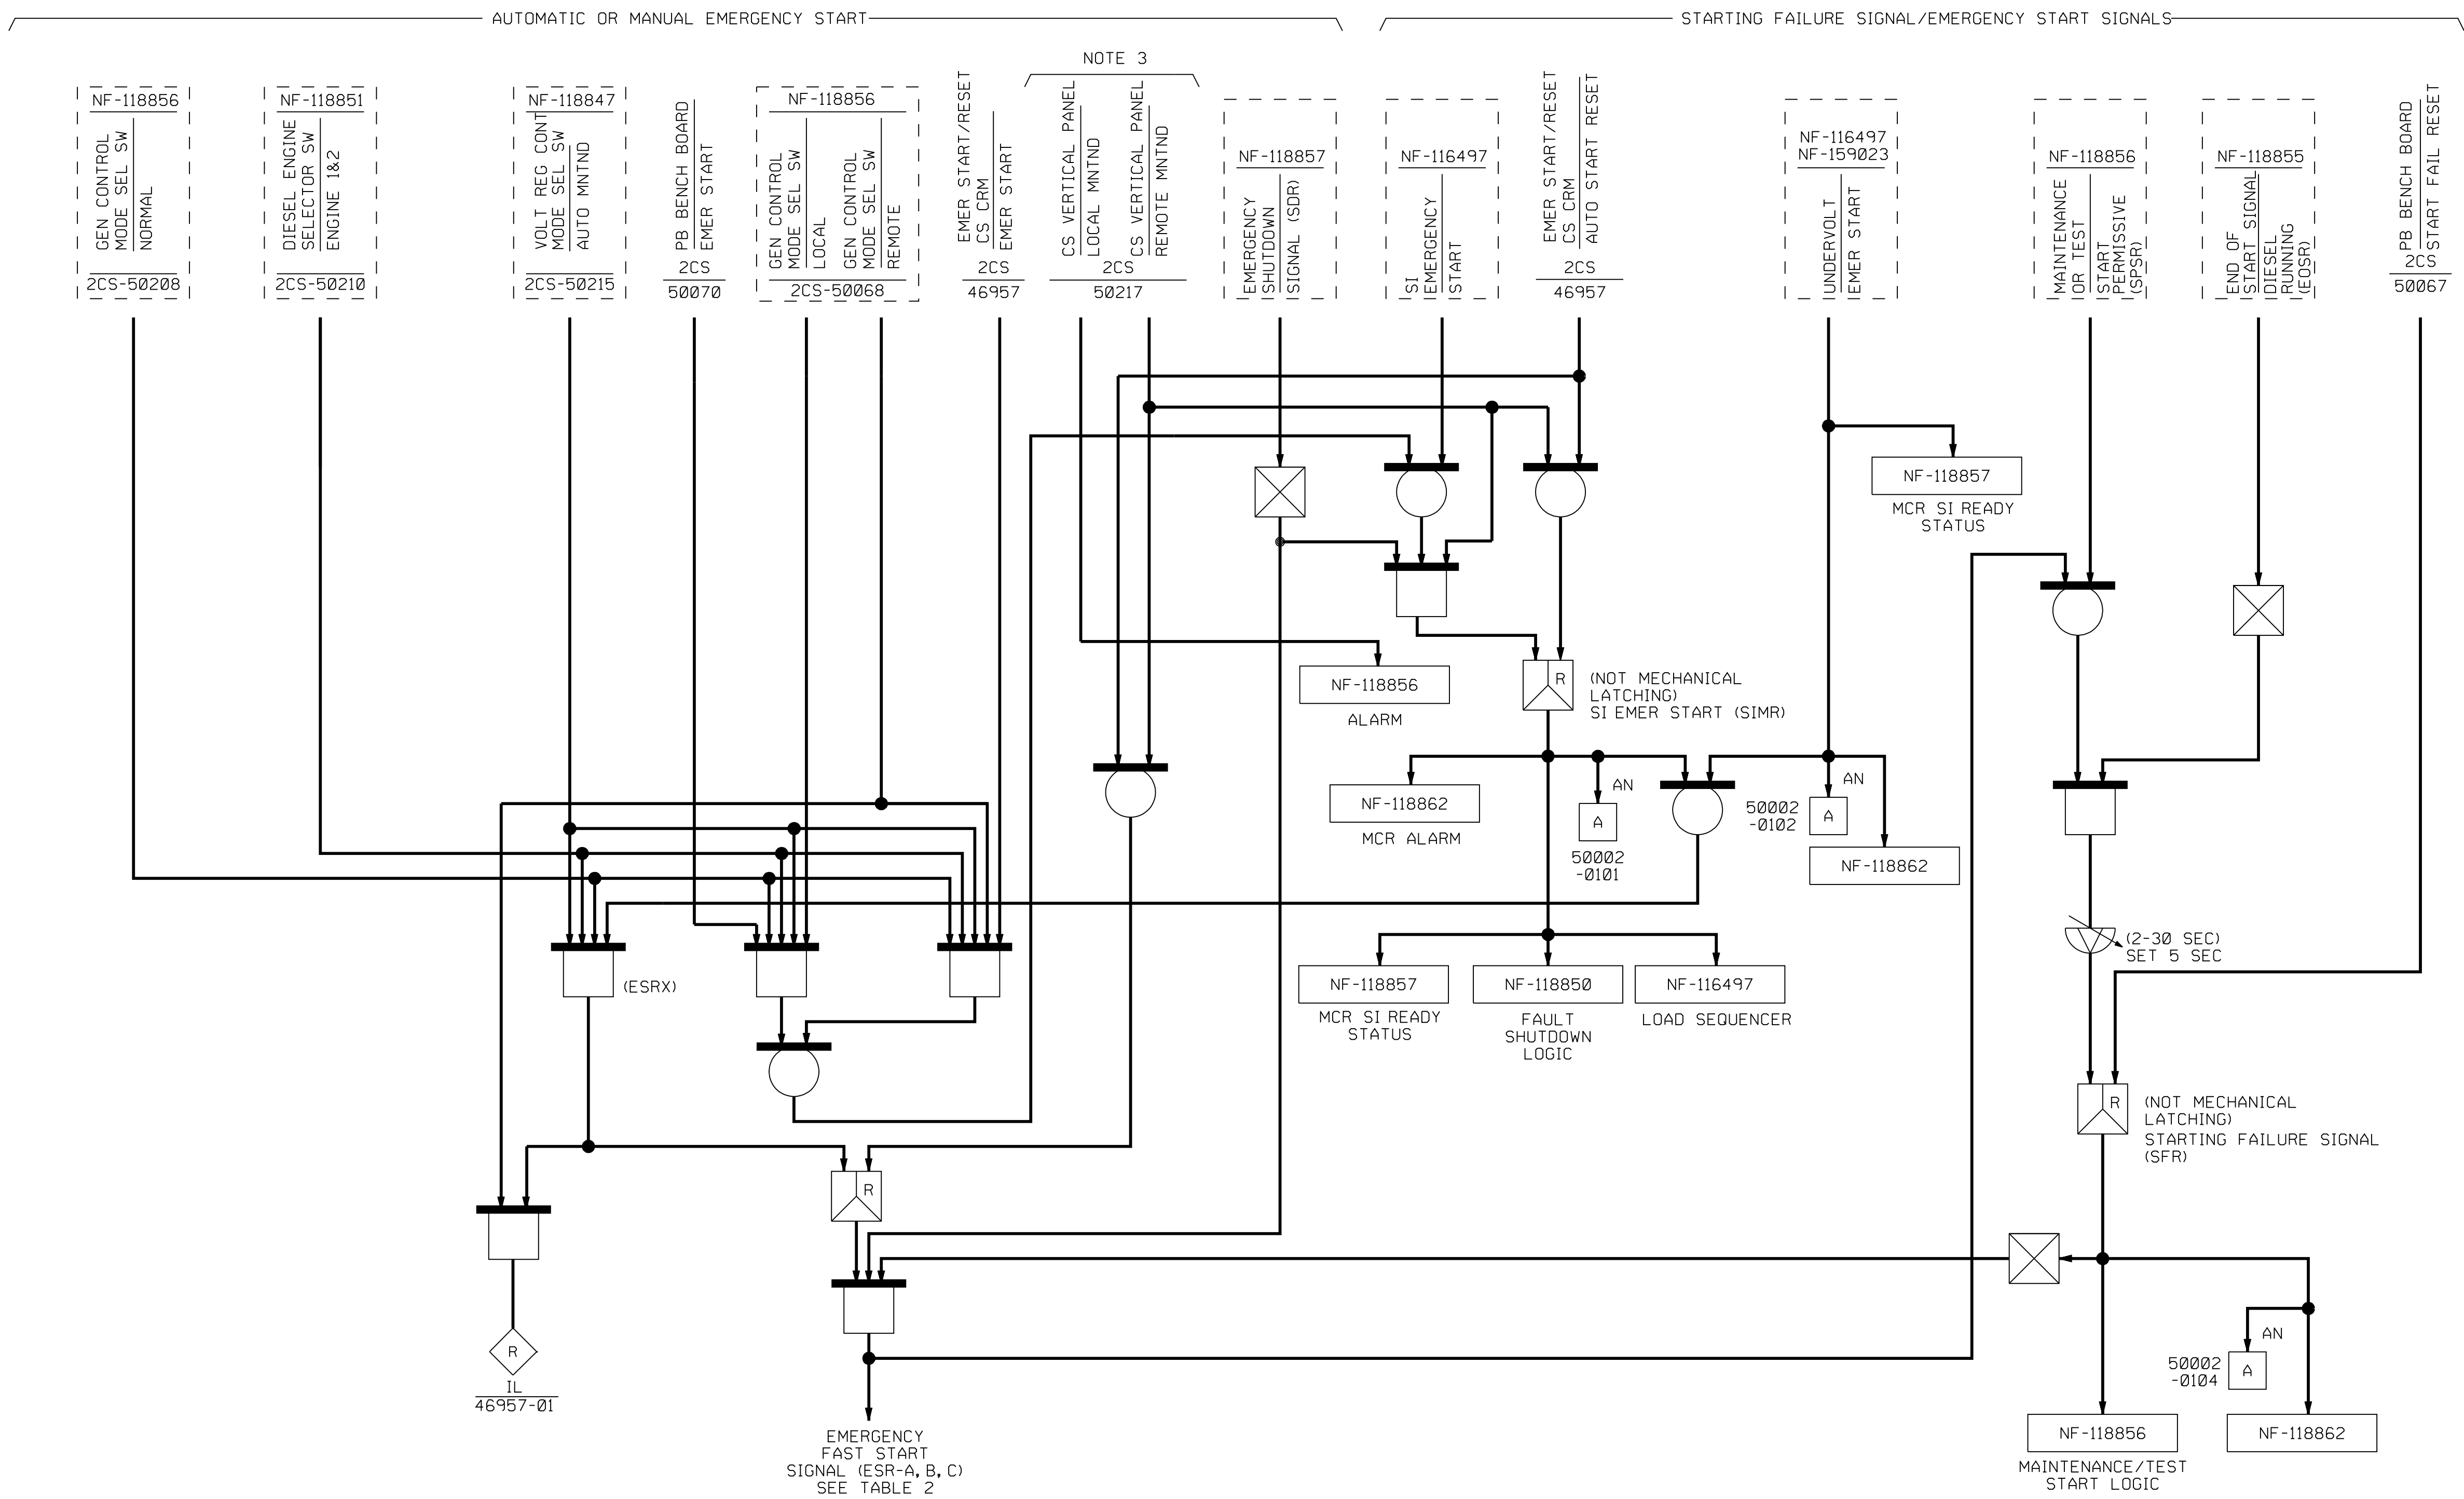 AUTOMATIC OR MANUAL EMERGENCY START
STARTING FAILURE SIGNAL/EMERGENCY START SIGNALS
NF-118856
GEN CONTROL
MODE SEL SW
NORMAL
2CS-50208
NF-118851
DIESEL ENGINE
SELECTOR SW
ENGINE 1&2
2CS-50210
NF-118847
VOLT REG CONT
MODE SEL SW
AUTO MNTND
2CS-50215
PB BENCH BOARD
EMER START
2CS
50070
NF-118856
GEN CONTROL
MODE SEL SW
LOCAL
GEN CONTROL
MODE SEL SW
REMOTE
2CS-50068
EMER START/RESET
CS CRM
EMER START
2CS
46957
NOTE 3
CS VERTICAL PANEL
LOCAL MNTND
CS VERTICAL PANEL
REMOTE MNTND
2CS
50217
NF-118857
EMERGENCY
SHUTDOWN
SIGNAL (SDR)
NF-116497
SI
EMERGENCY
START
EMER START/RESET
CS CRM
AUTO START RESET
2CS
46957
NF-116497
NF-159023
UNDERVOLT
EMER START
NF-118856
MAINTENANCE
OR TEST
START
PERMISSIVE
(SPSR)
NF-118855
END OF
START SIGNAL
DIESEL
RUNNING
(EOSR)
PB BENCH BOARD
START FAIL RESET
2CS
50067
NF-118857
MCR SI READY
STATUS
NF-118856
ALARM
R
(NOT MECHANICAL
LATCHING)
SI EMER START (SIMR)
NF-118862
MCR ALARM
AN
A
50002
-0101
AN
50002
-0102
A
NF-118862
(ESRX)
(2-30 SEC)
SET 5 SEC
NF-118857
MCR SI READY
STATUS
NF-118850
FAULT
SHUTDOWN
LOGIC
NF-116497
LOAD SEQUENCER
R
(NOT MECHANICAL
LATCHING)
STARTING FAILURE SIGNAL
(SFR)
R
R
IL
46957-01
AN
50002
-0104
A
NF-118856
MAINTENANCE/TEST
START LOGIC
NF-118862
EMERGENCY
FAST START
SIGNAL (ESR-A, B, C)
SEE TABLE 2